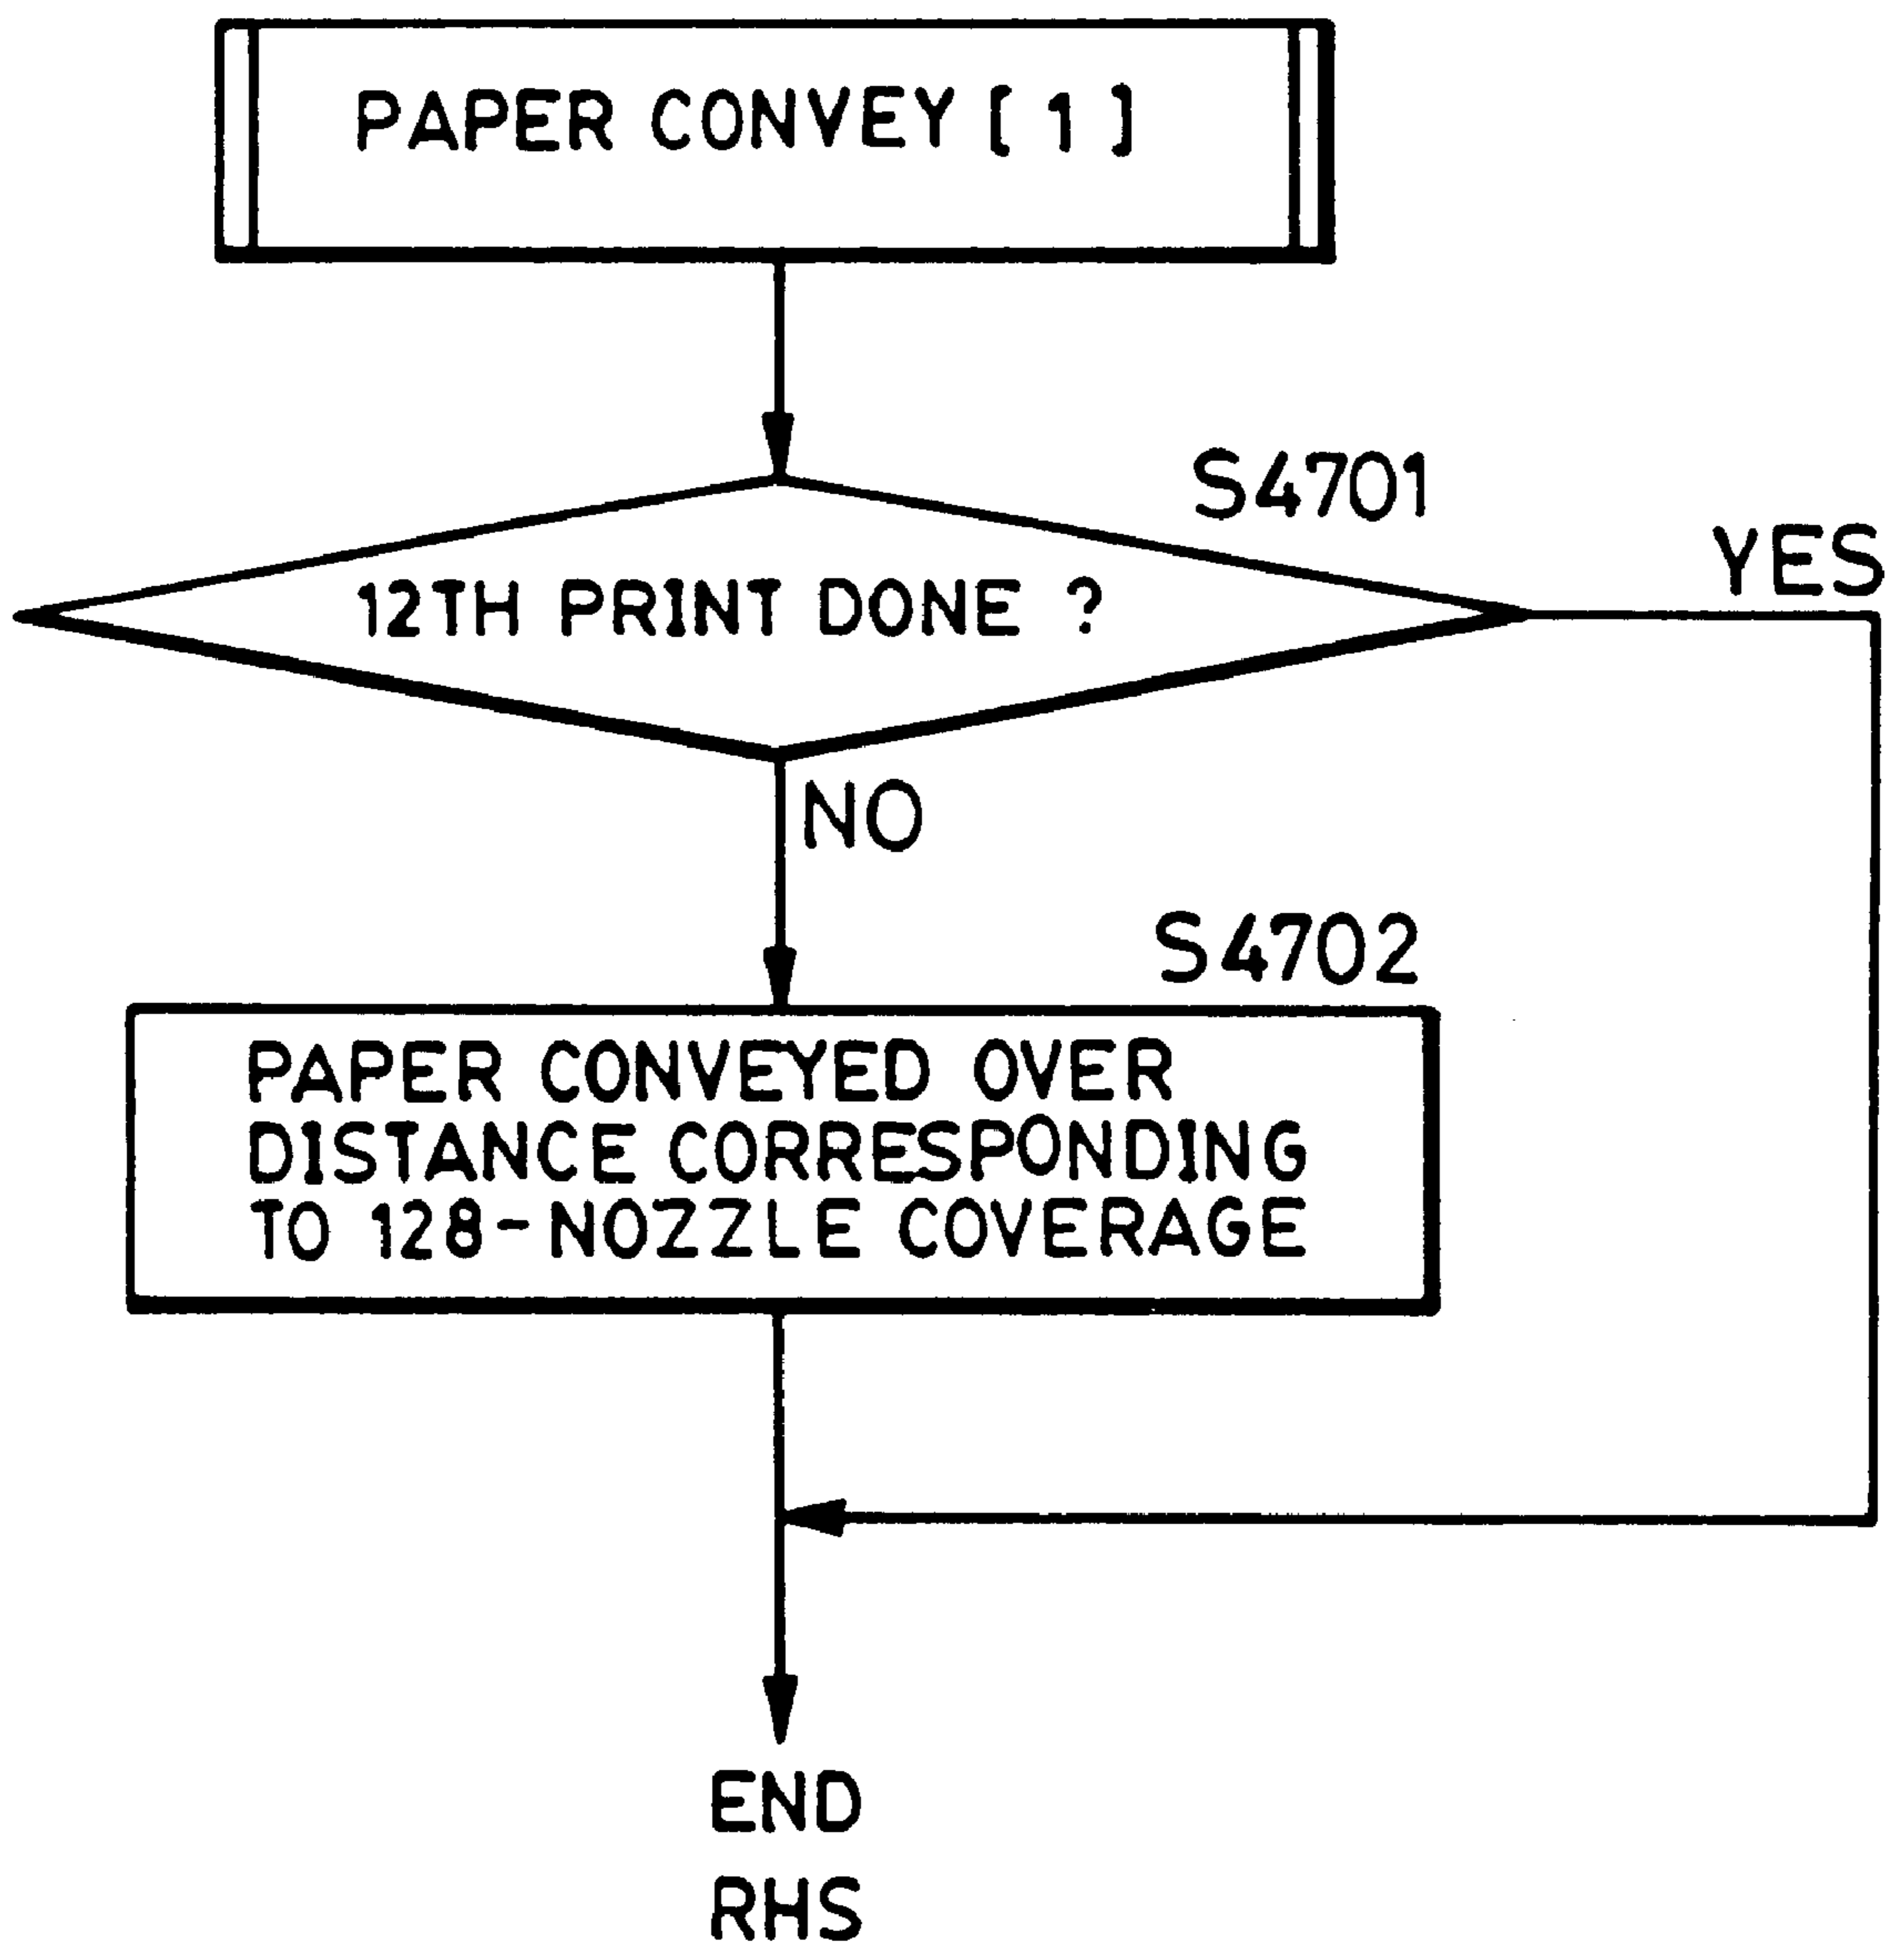 PAPER CONVEY [ 1 ]
S4701
YES
12TH PRINT DONE ?
NO
S4702
PAPER CONVEYED OVER
DISTANCE CORRESPONDING
TO 128-NOZZLE COVERAGE
END
RHS